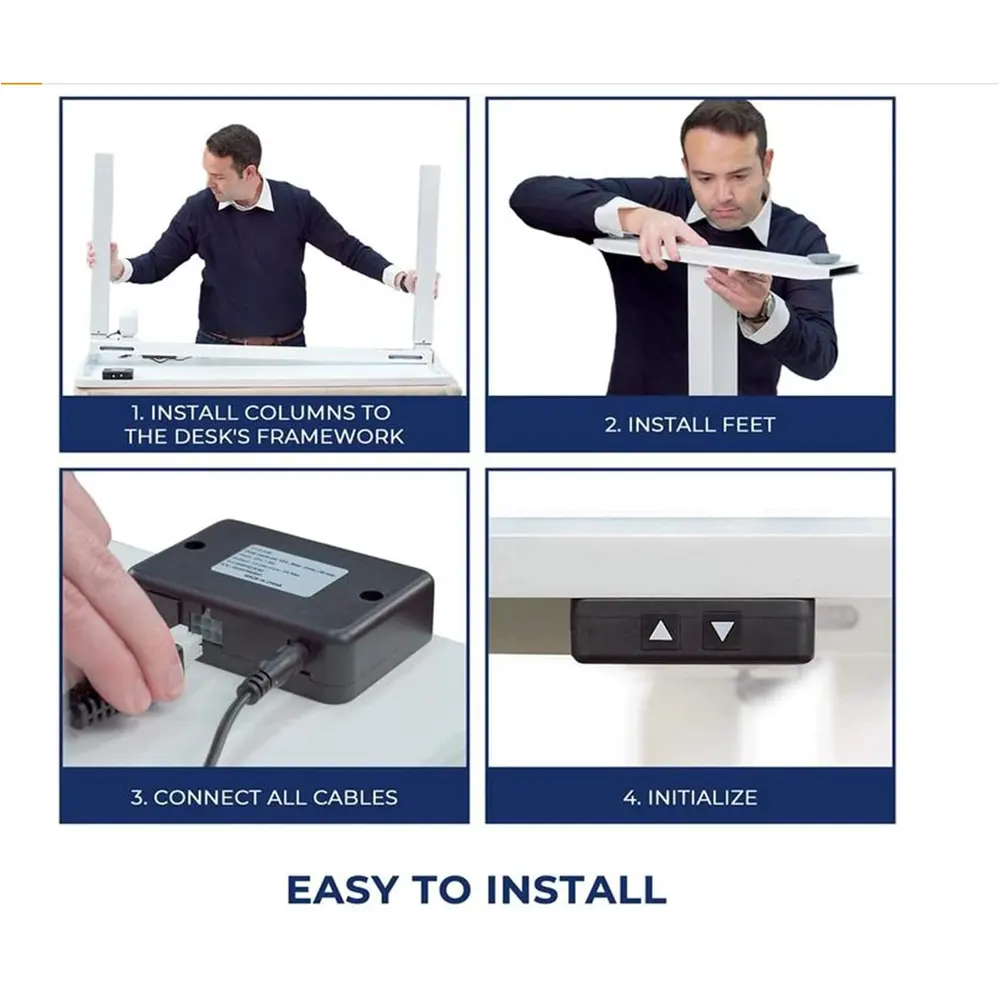 1. INSTALL COLUMNS TO
THE DESK'S FRAMEWORK
2. INSTALL FEET
3. CONNECT ALL CABLES
4. INITIALIZE
EASY TO INSTALL